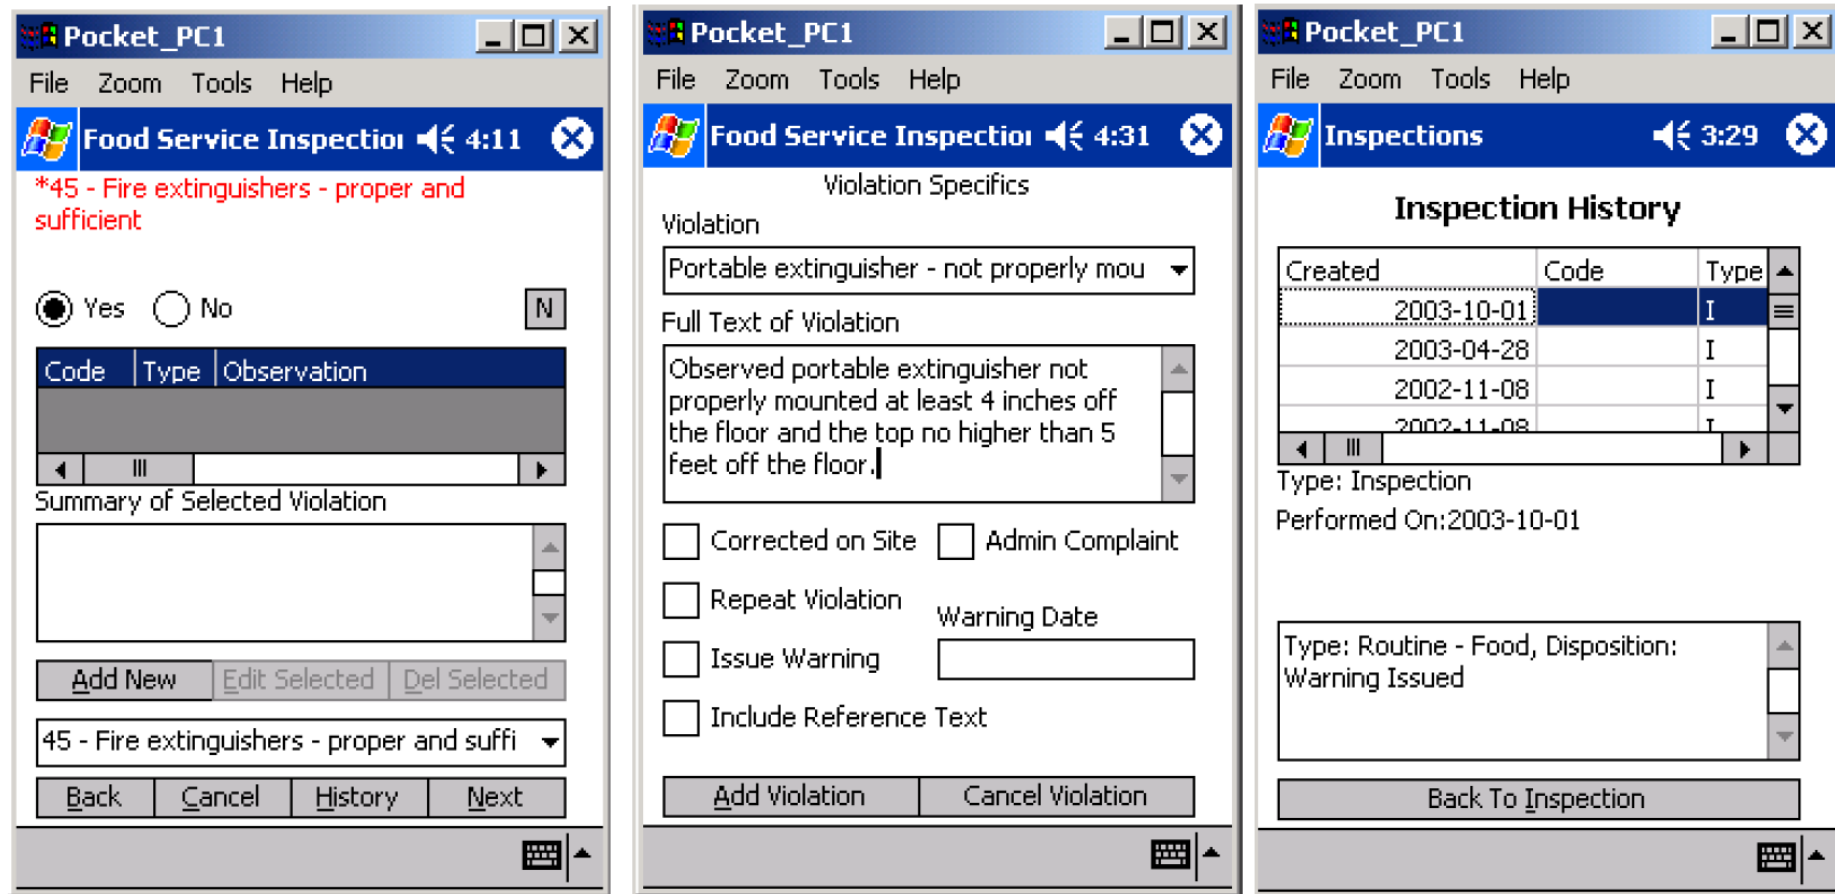 Pocket_PC1
File Zoom Tools Help
Food Service Inspection 4:11
*45 - Fire extinguishers - proper and
sufficient
Yes No N
Code Type Observation
Summary of Selected Violation
Add New Edit Selected Del Selected
45 - Fire extinguishers - proper and suffi
Back Cancel History Next
Pocket_PC1
File Zoom Tools Help
Food Service Inspection 4:31
Violation Specifics
Violation
Portable extinguisher - not properly mou
Full Text of Violation
Observed portable extinguisher not
properly mounted at least 4 inches off
the floor and the top no higher than 5
feet off the floor.
Corrected on Site Admin Complaint
Repeat Violation
Warning Date
Issue Warning
Include Reference Text
Add Violation Cancel Violation
Pocket_PC1
File Zoom Tools Help
Inspections 3:29
Inspection History
Created Code Type
2003-10-01 I
2003-04-28 I
2002-11-08 I
2002-11-08 I
Type: Inspection
Performed On:2003-10-01
Type: Routine - Food, Disposition:
Warning Issued
Back To Inspection